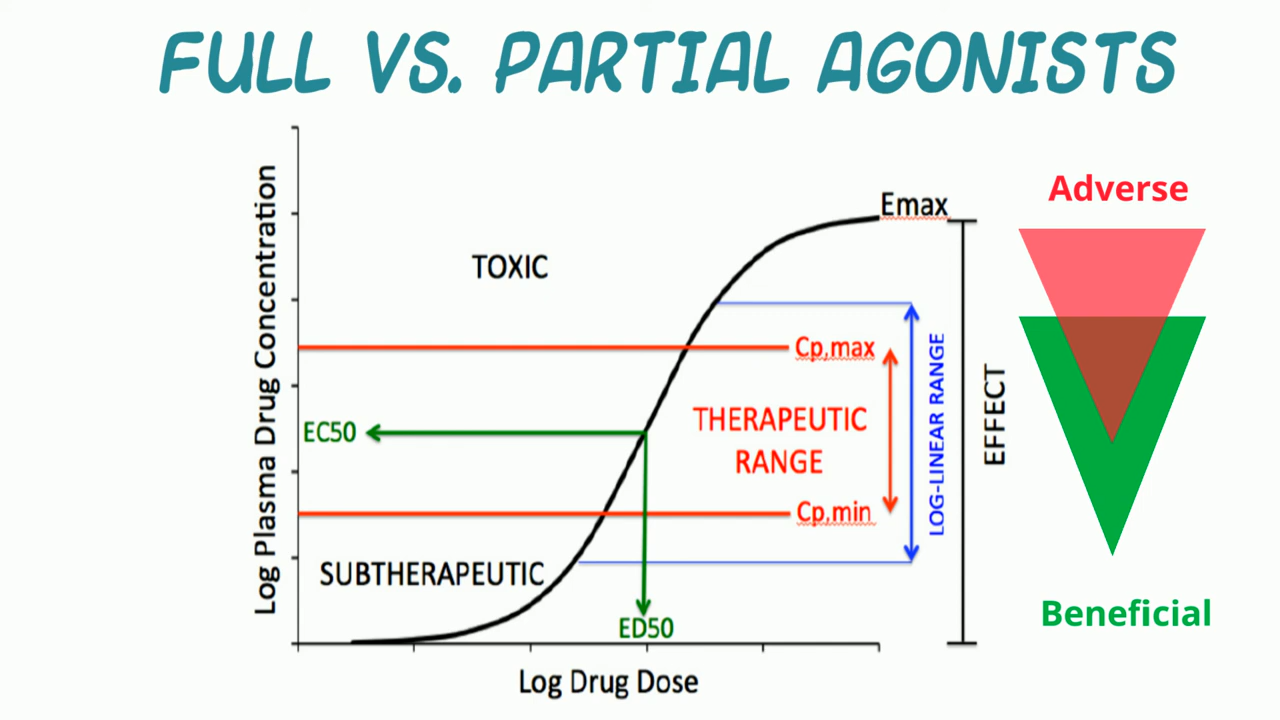 FULL VS. PARTIAL AGONISTS
Log Plasma Drug Concentration
TOXIC
Emax
Adverse
Cp,max
EC50
THERAPEUTIC
RANGE
LOG-LINEAR RANGE
EFFECT
Cp,min
SUBTHERAPEUTIC
ED50
Beneficial
Log Drug Dose